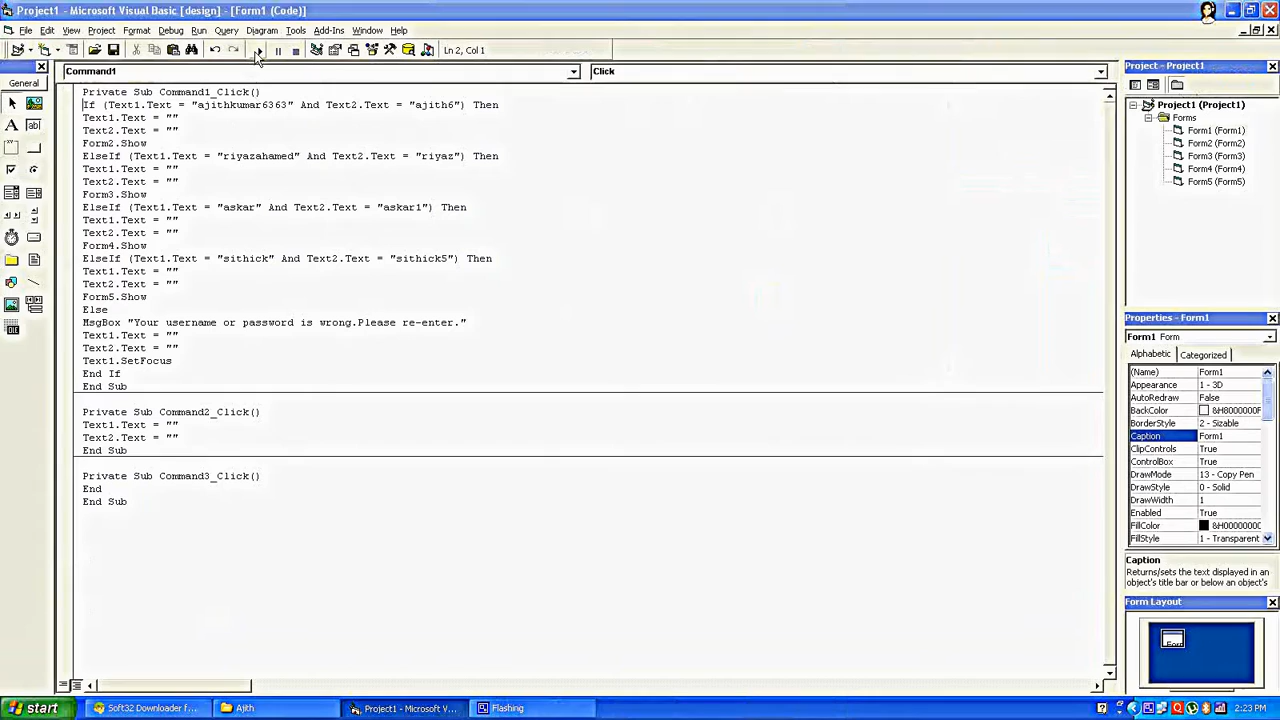 Project1 - Microsoft Visual Basic [design] - [Form1 (Code)]
File Edit View Project Format Debug Run Query Diagram Tools Add-Ins Window Help
Ln 2, Col 1
General
Command1
Click
Private Sub Command1_Click()
If (Text1.Text = "ajithkumar6363" And Text2.Text = "ajith6") Then
Text1.Text = ""
Text2.Text = ""
Form2.Show
ElseIf (Text1.Text = "riyazahamed" And Text2.Text = "riyaz") Then
Text1.Text = ""
Text2.Text = ""
Form3.Show
ElseIf (Text1.Text = "askar" And Text2.Text = "askar1") Then
Text1.Text = ""
Text2.Text = ""
Form4.Show
ElseIf (Text1.Text = "sithick" And Text2.Text = "sithick5") Then
Text1.Text = ""
Text2.Text = ""
Form5.Show
Else
MsgBox "Your username or password is wrong.Please re-enter."
Text1.Text = ""
Text2.Text = ""
Text1.SetFocus
End If
End Sub
Private Sub Command2_Click()
Text1.Text = ""
Text2.Text = ""
End Sub
Private Sub Command3_Click()
End
End Sub
Project - Project1
Project1 (Project1)
Forms
Form1 (Form1)
Form2 (Form2)
Form3 (Form3)
Form4 (Form4)
Form5 (Form5)
Properties - Form1
Form1 Form
Alphabetic Categorized
(Name) Form1
Appearance 1 - 3D
AutoRedraw False
BackColor &H8000000F
BorderStyle 2 - Sizable
Caption Form1
ClipControls True
ControlBox True
DrawMode 13 - Copy Pen
DrawStyle 0 - Solid
DrawWidth 1
Enabled True
FillColor &H00000000
FillStyle 1 - Transparent
Caption
Returns/sets the text displayed in an
object's title bar or below an object's
Form Layout
start
Soft32 Downloader f...
Ajith
Project1 - Microsoft V...
Flashing
2:23 PM